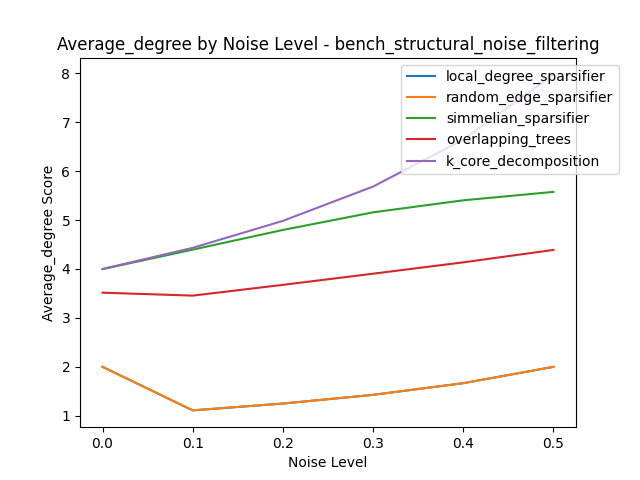 Average_degree by Noise Level - bench_structural_noise_filtering
8
7
6
5
4
3
2
1
Average_degree Score
local_degree_sparsifier
random_edge_sparsifier
simmelian_sparsifier
overlapping_trees
k_core_decomposition
0.0 0.1 0.2 0.3 0.4 0.5
Noise Level